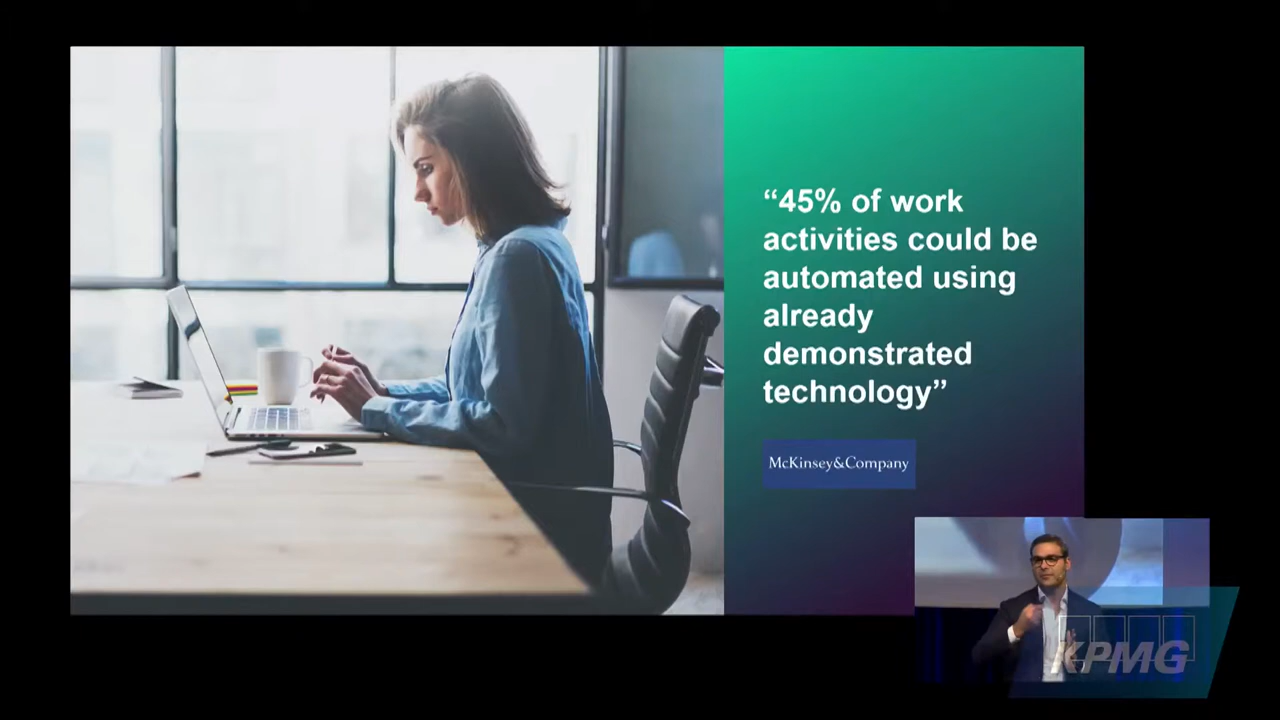 “45% of work
activities could be
automated using
already
demonstrated
technology”
McKinsey&Company
KPMG